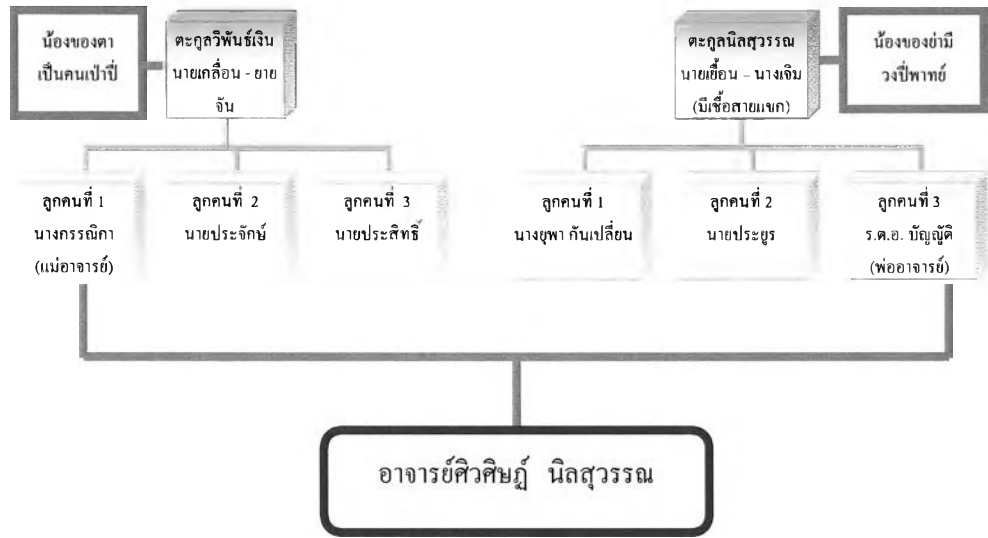 น้องของตา
เป็นคนเป่าปี่
ตะกูลวิพันธ์เงิน
นายเกลื่อน - ยาย
จัน
ตะกูลนิลสุวรรณ
นายเยื้อน – นางเจิม
(มีเชื้อสายแขก)
น้องของย่ามี
วงปี่พาทย์
ลูกคนที่ 1
นางกรรณิกา
(แม่อาจารย์)
ลูกคนที่ 2
นายประจักษ์
ลูกคนที่ 3
นายประสิทธิ์
ลูกคนที่ 1
นางยุพา กันเปลี่ยน
ลูกคนที่ 2
นายประยูร
ลูกคนที่ 3
ร.ต.อ. บัญญัติ
(พ่ออาจารย์)
อาจารย์ศิวศิษฏ์ นิลสุวรรณ